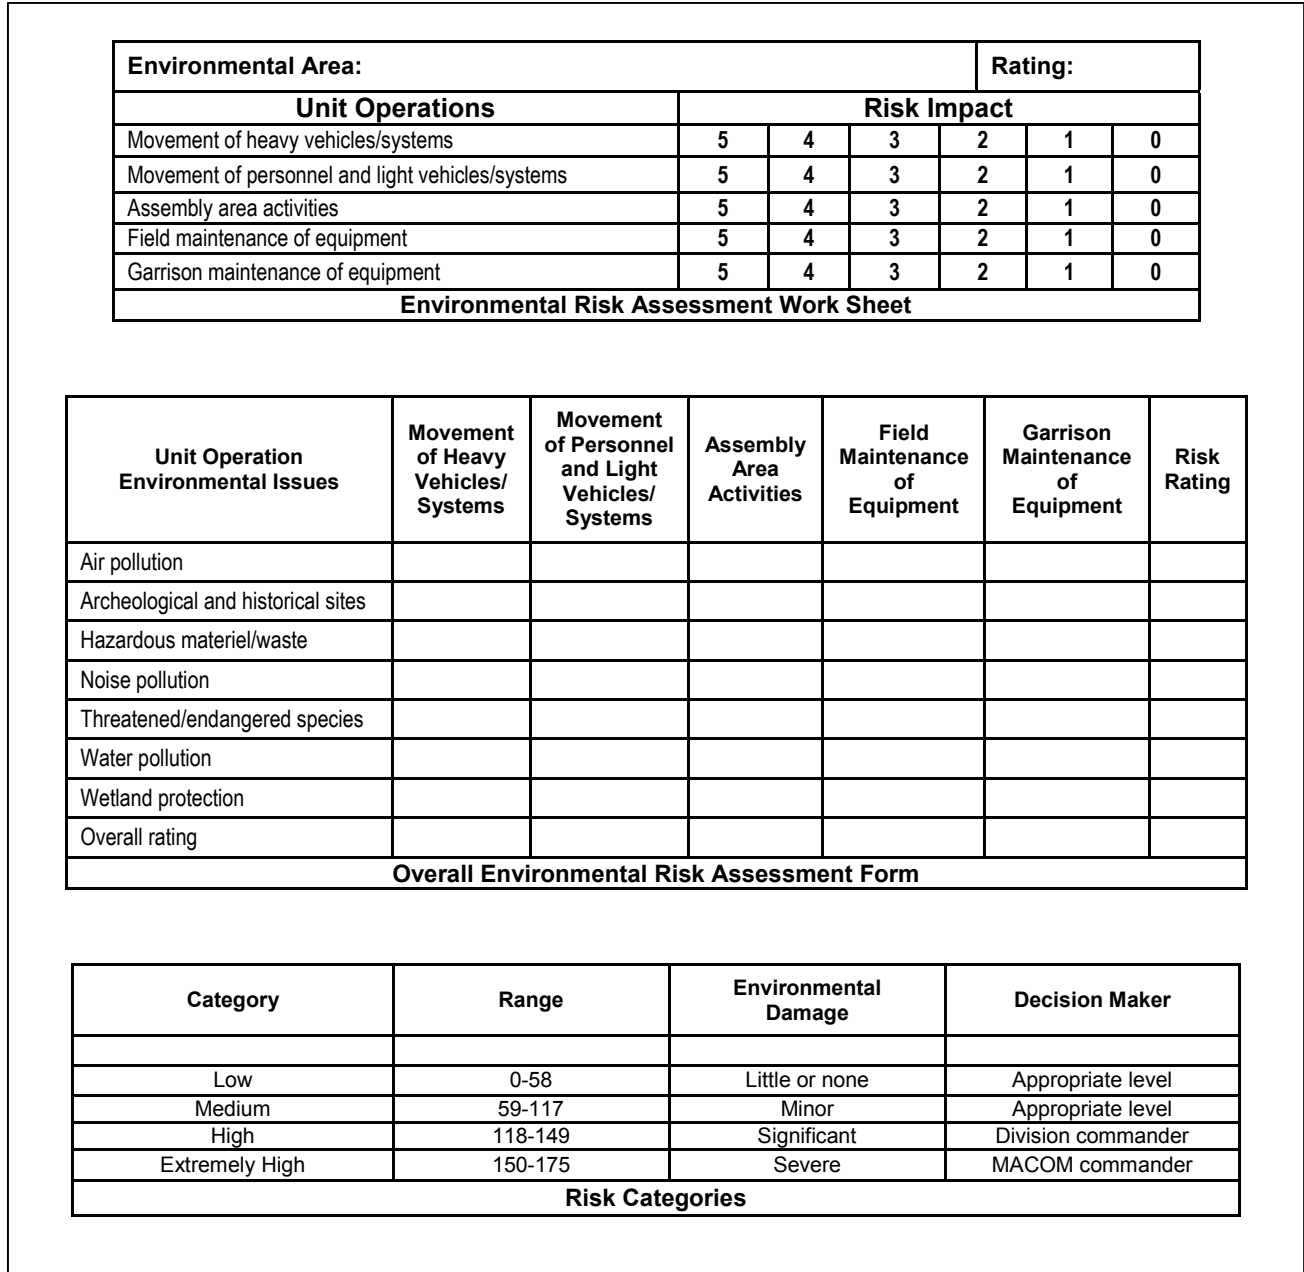 Environmental Area: Rating:
Unit Operations Risk Impact
Movement of heavy vehicles/systems 5 4 3 2 1 0
Movement of personnel and light vehicles/systems 5 4 3 2 1 0
Assembly area activities 5 4 3 2 1 0
Field maintenance of equipment 5 4 3 2 1 0
Garrison maintenance of equipment 5 4 3 2 1 0
Environmental Risk Assessment Work Sheet
Unit Operation
Environmental Issues
Movement
of Heavy
Vehicles/
Systems
Movement
of Personnel
and Light
Vehicles/
Systems
Assembly
Area
Activities
Field
Maintenance
of
Equipment
Garrison
Maintenance
of
Equipment
Risk
Rating
Air pollution
Archeological and historical sites
Hazardous materiel/waste
Noise pollution
Threatened/endangered species
Water pollution
Wetland protection
Overall rating
Overall Environmental Risk Assessment Form
Category
Range
Environmental
Damage
Decision Maker
Low 0-58 Little or none Appropriate level
Medium 59-117 Minor Appropriate level
High 118-149 Significant Division commander
Extremely High 150-175 Severe MACOM commander
Risk Categories